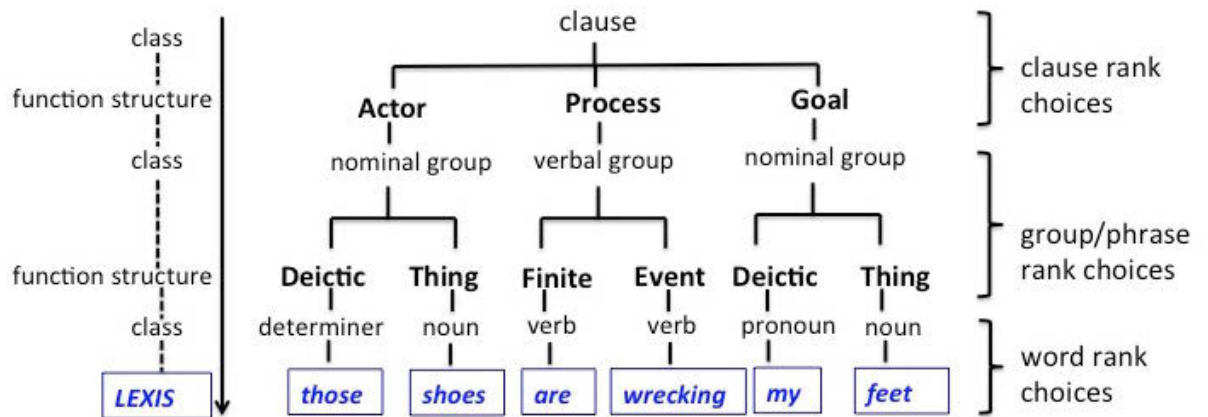 clause
class
clause rank
choices
function structure
Actor Process Goal
class
nominal group verbal group nominal group
group/phrase
rank choices
function structure
Deictic Thing Finite Event Deictic Thing
class
determiner noun verb verb pronoun noun
word rank
choices
LEXIS
those shoes are wrecking my feet